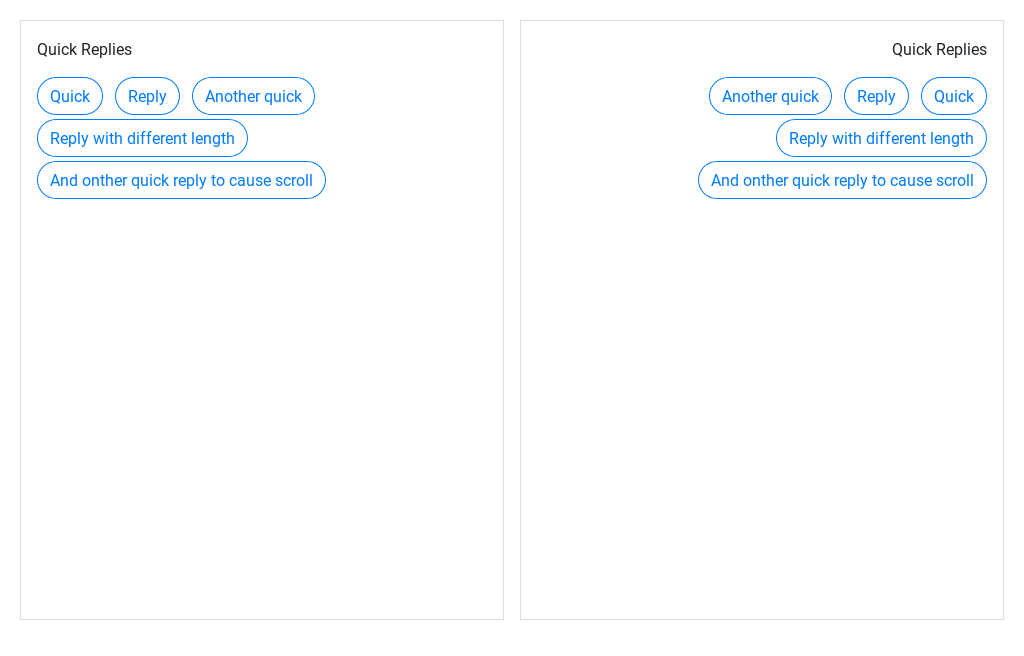 Quick Replies
Quick Reply Another quick
Reply with different length
And onther quick reply to cause scroll
Quick Replies
Another quick Reply Quick
Reply with different length
And onther quick reply to cause scroll